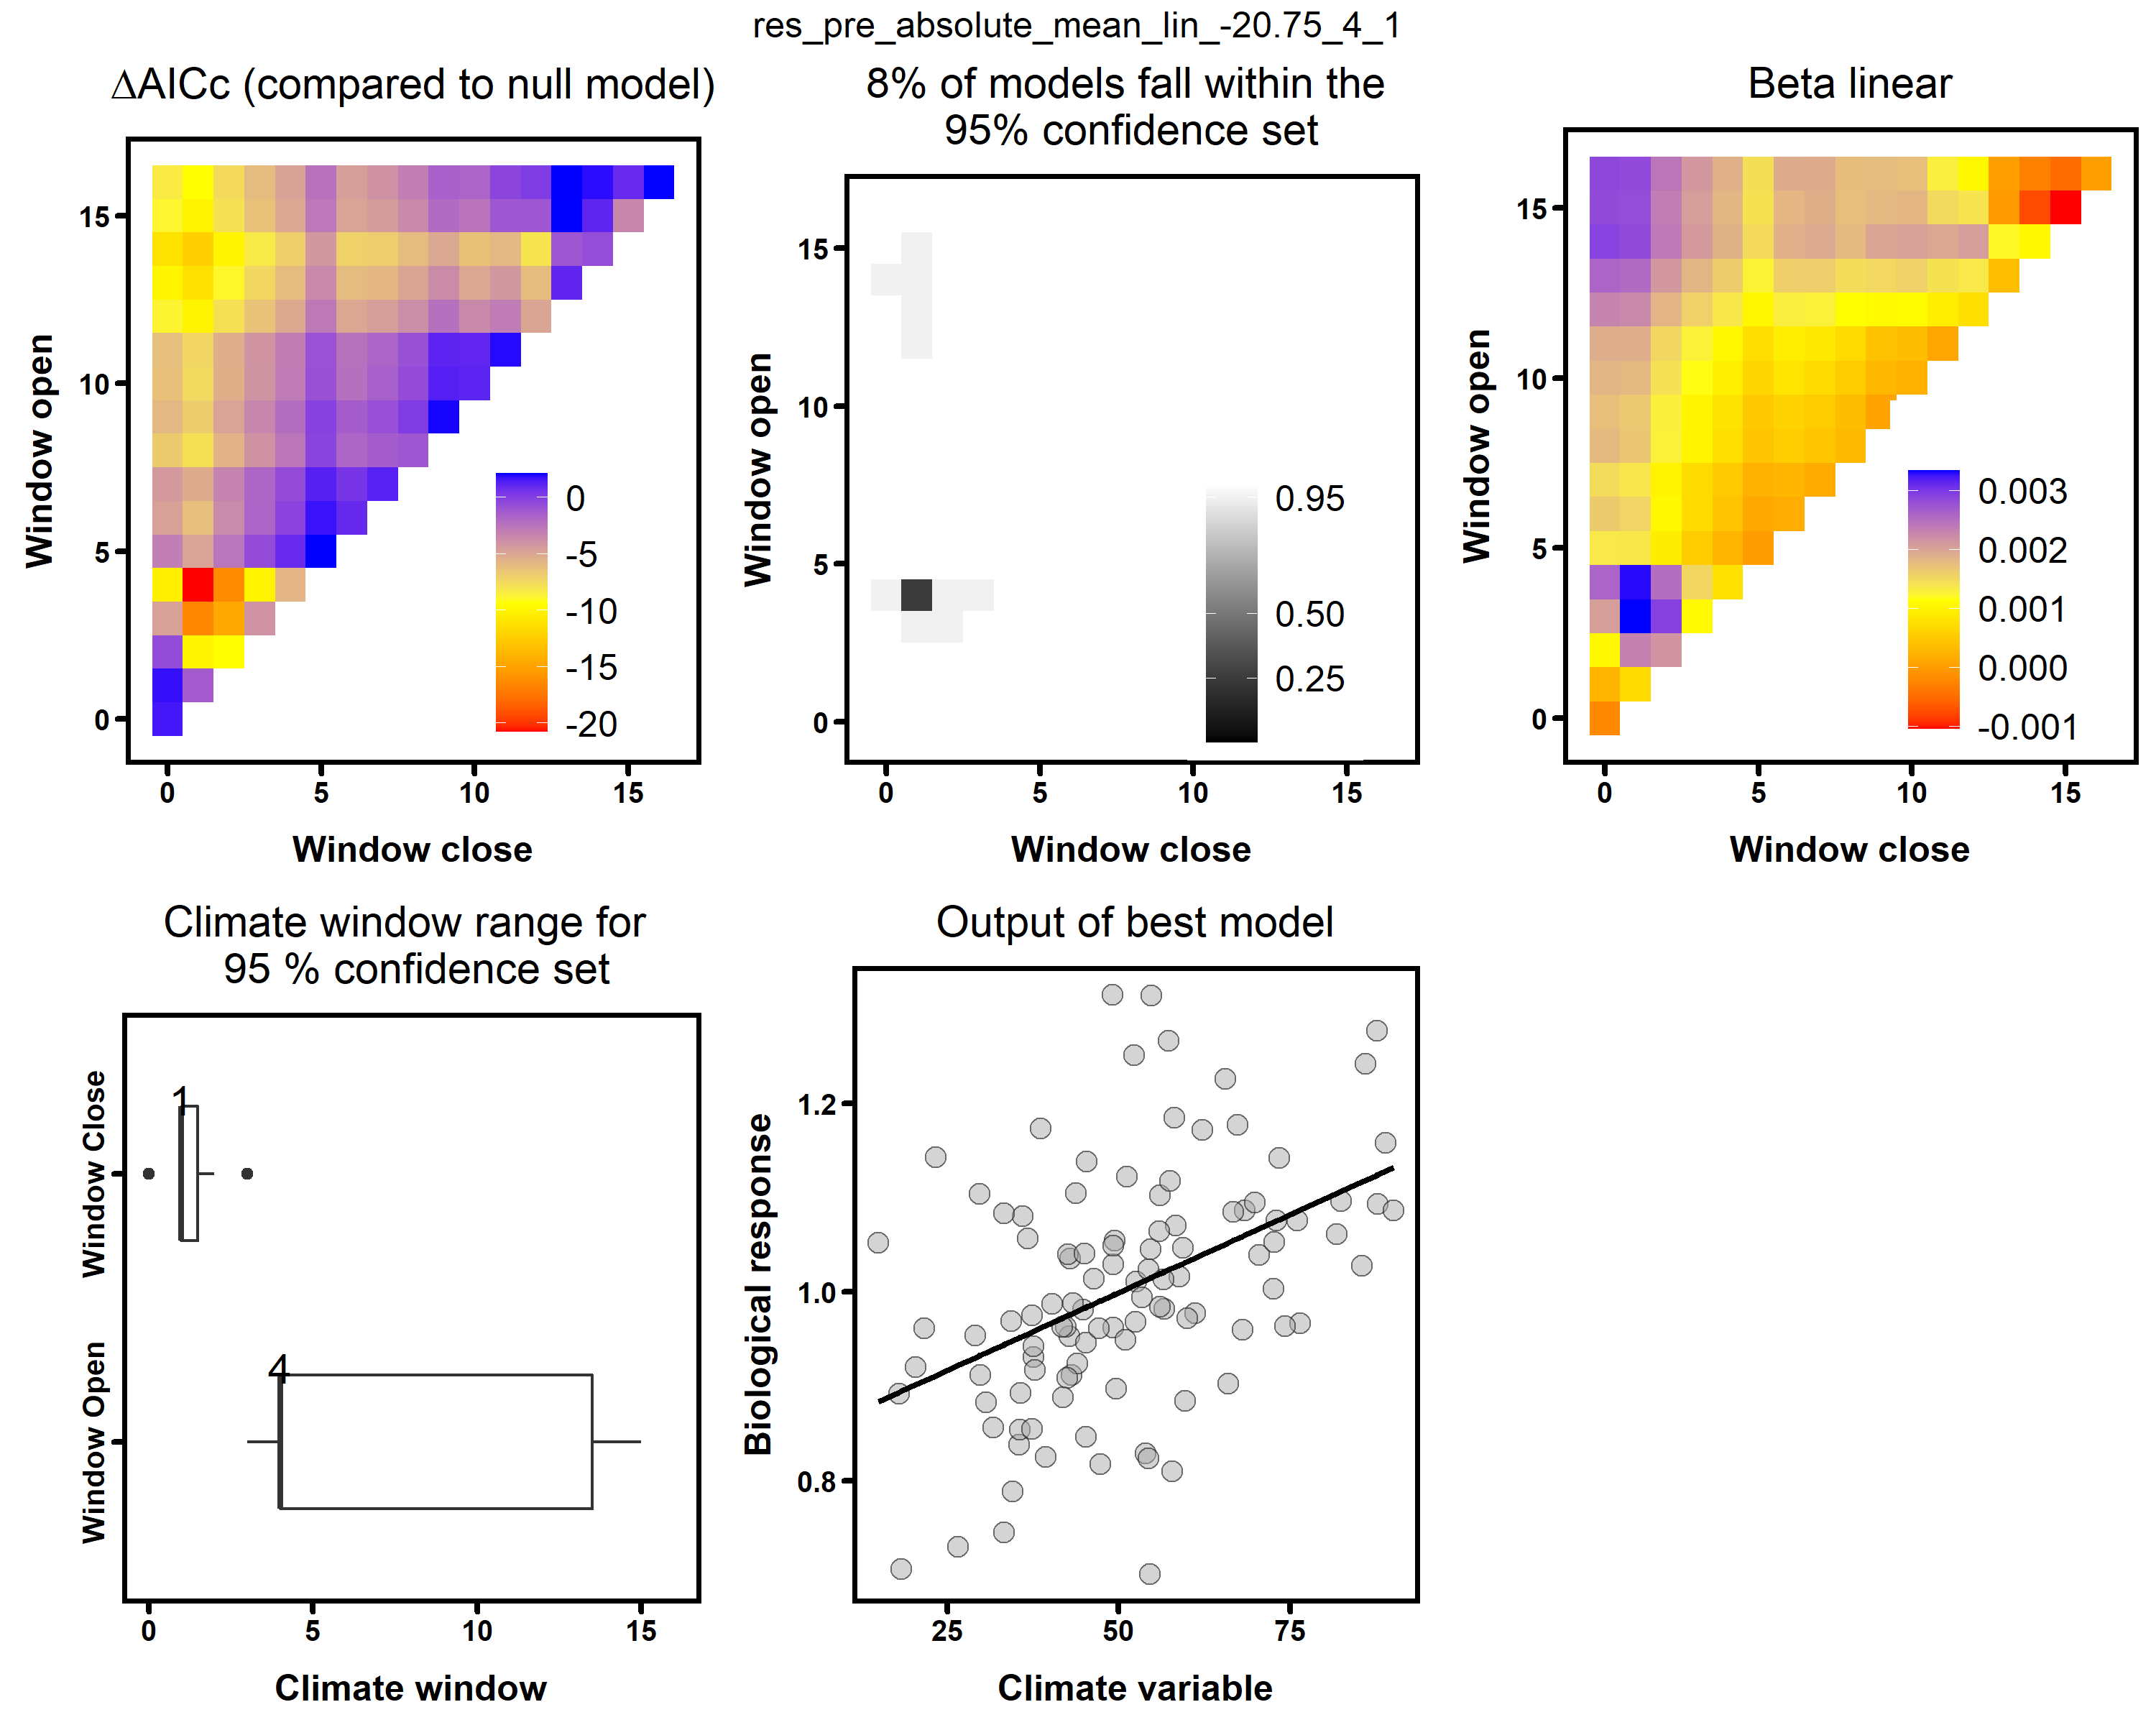 res_pre_absolute_mean_lin_-20.75_4_1
ΔAICc (compared to null model)
15
10
5
0
0
5
10
15
Window open
Window close
0
-5
-10
-15
-20
8% of models fall within the
95% confidence set
15
10
5
0
0
5
10
15
Window open
Window close
0.95
0.50
0.25
Beta linear
15
10
5
0
0
5
10
15
Window open
Window close
0.003
0.002
0.001
0.000
-0.001
Climate window range for
95 % confidence set
Window Close
Window Open
1
4
0
5
10
15
Climate window
Output of best model
Biological response
1.2
1.0
0.8
25
50
75
Climate variable